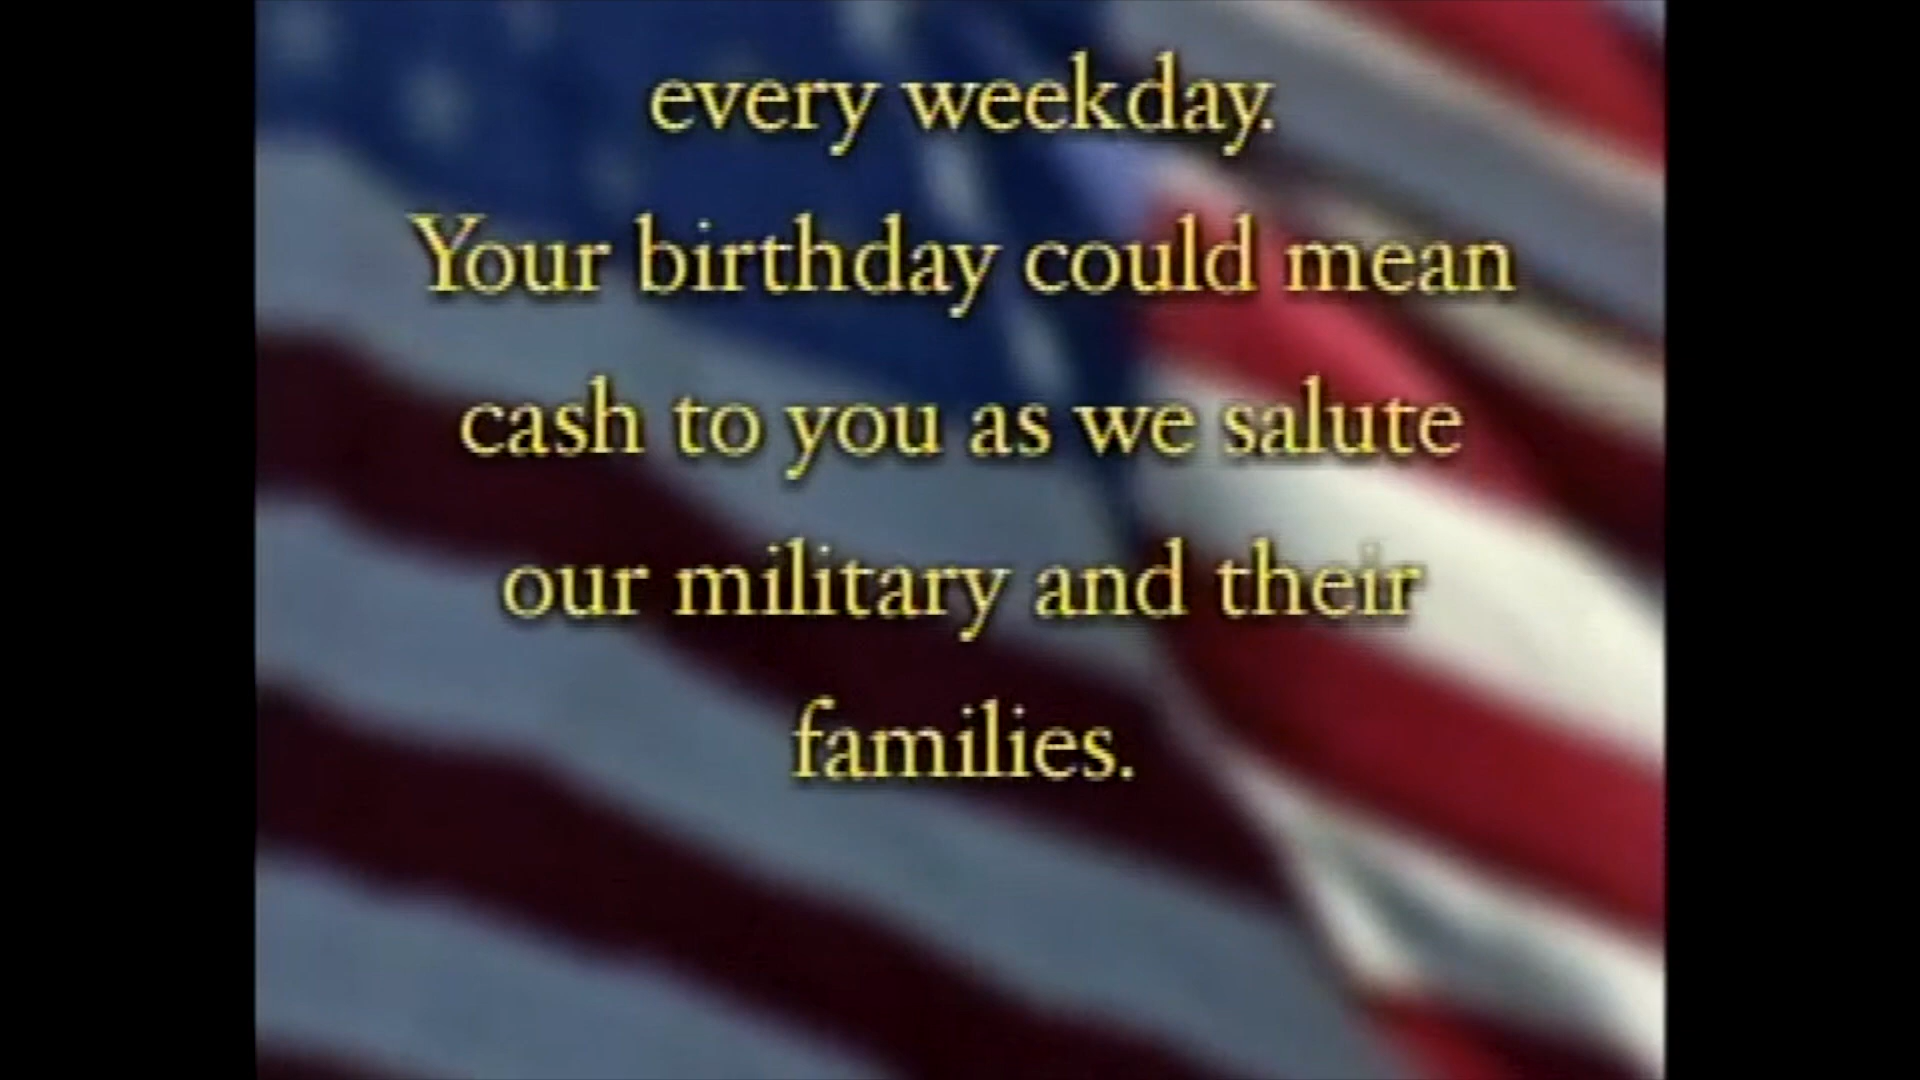 every weekday.
Your birthday could mean
cash to you as we salute
our military and their
families.